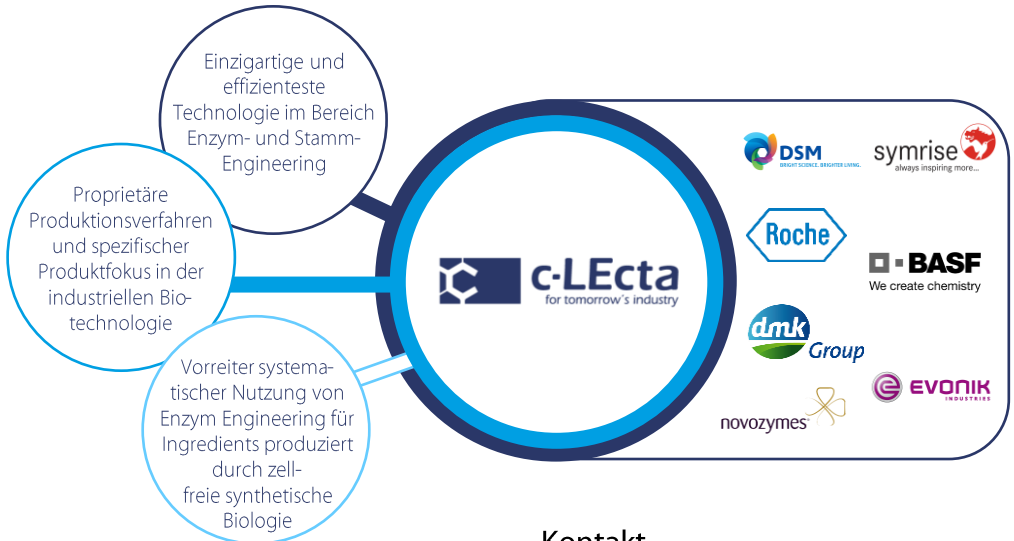 Einzigartige und
effizienteste
Technologie im Bereich
Enzym- und Stamm-
Engineering
Proprietäre
Produktionsverfahren
und spezifischer
Produktfokus in der
industriellen Bio-
technologie
Vorreiter systema-
tischer Nutzung von
Enzym Engineering für
Ingredients produziert
durch zell-
freie synthetische
Biologie
c-LEcta
for tomorrow´s industry
DSM
BRIGHT SCIENCE. BRIGHTER LIVING.
symrise
always inspiring more...
Roche
BASF
We create chemistry
dmk
Group
novozymes
EVONIK
INDUSTRIES
Kontakt